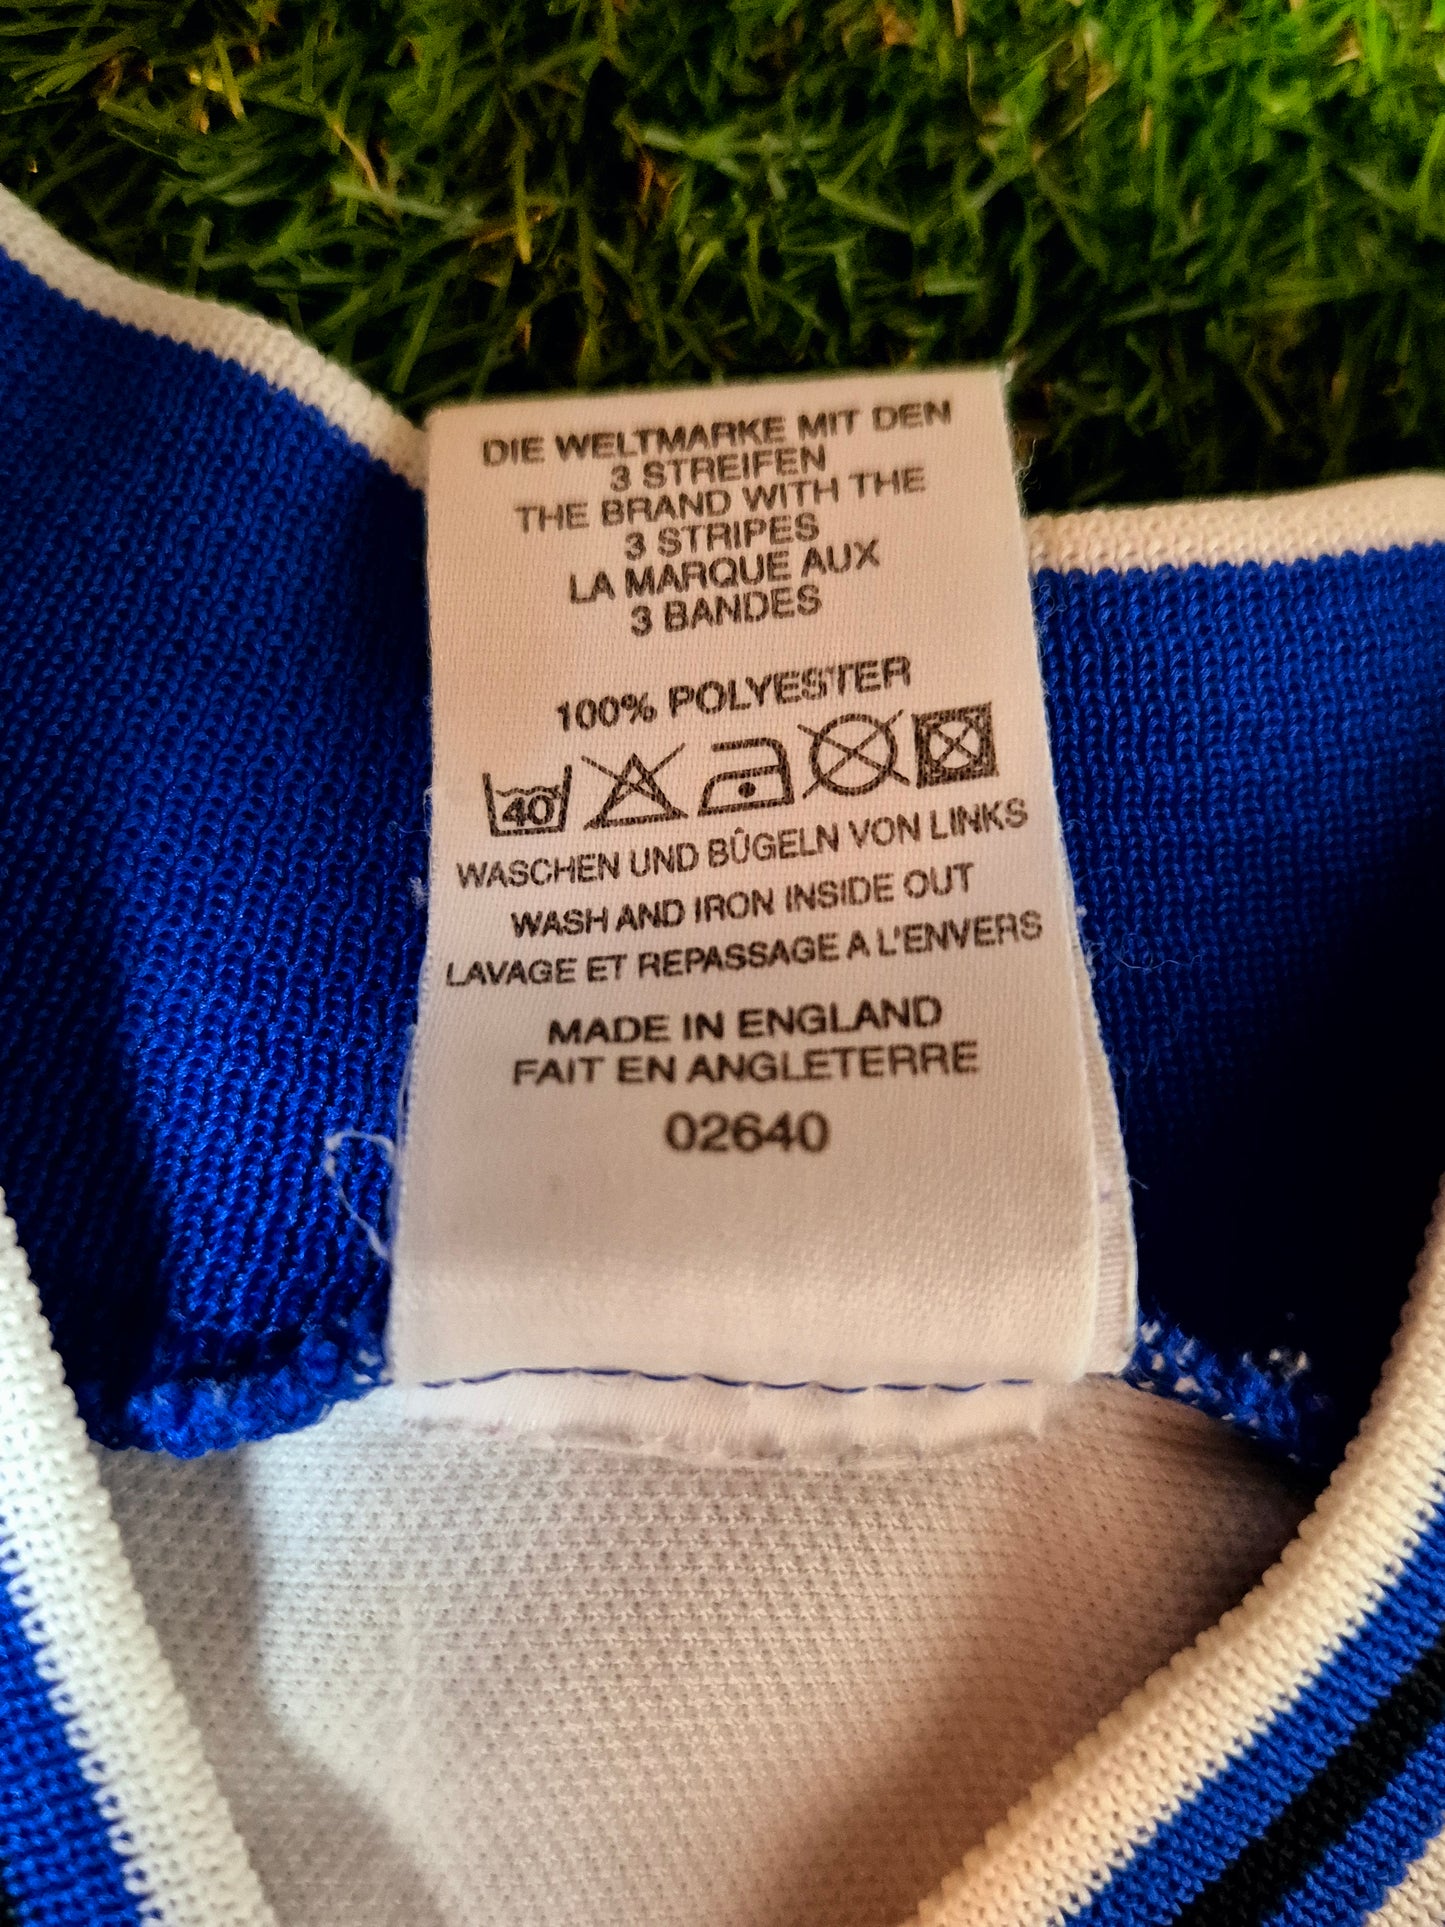 DIE WELTMARKE MIT DEN
3 STREIFEN
THE BRAND WITH THE
3 STRIPES
LA MARQUE AUX
3 BANDES
100% POLYESTER
40
WASCHEN UND BÛGELN VON LINKS
WASH AND IRON INSIDE OUT
LAVAGE ET REPASSAGE A L'ENVERS
MADE IN ENGLAND
FAIT EN ANGLETERRE
02640